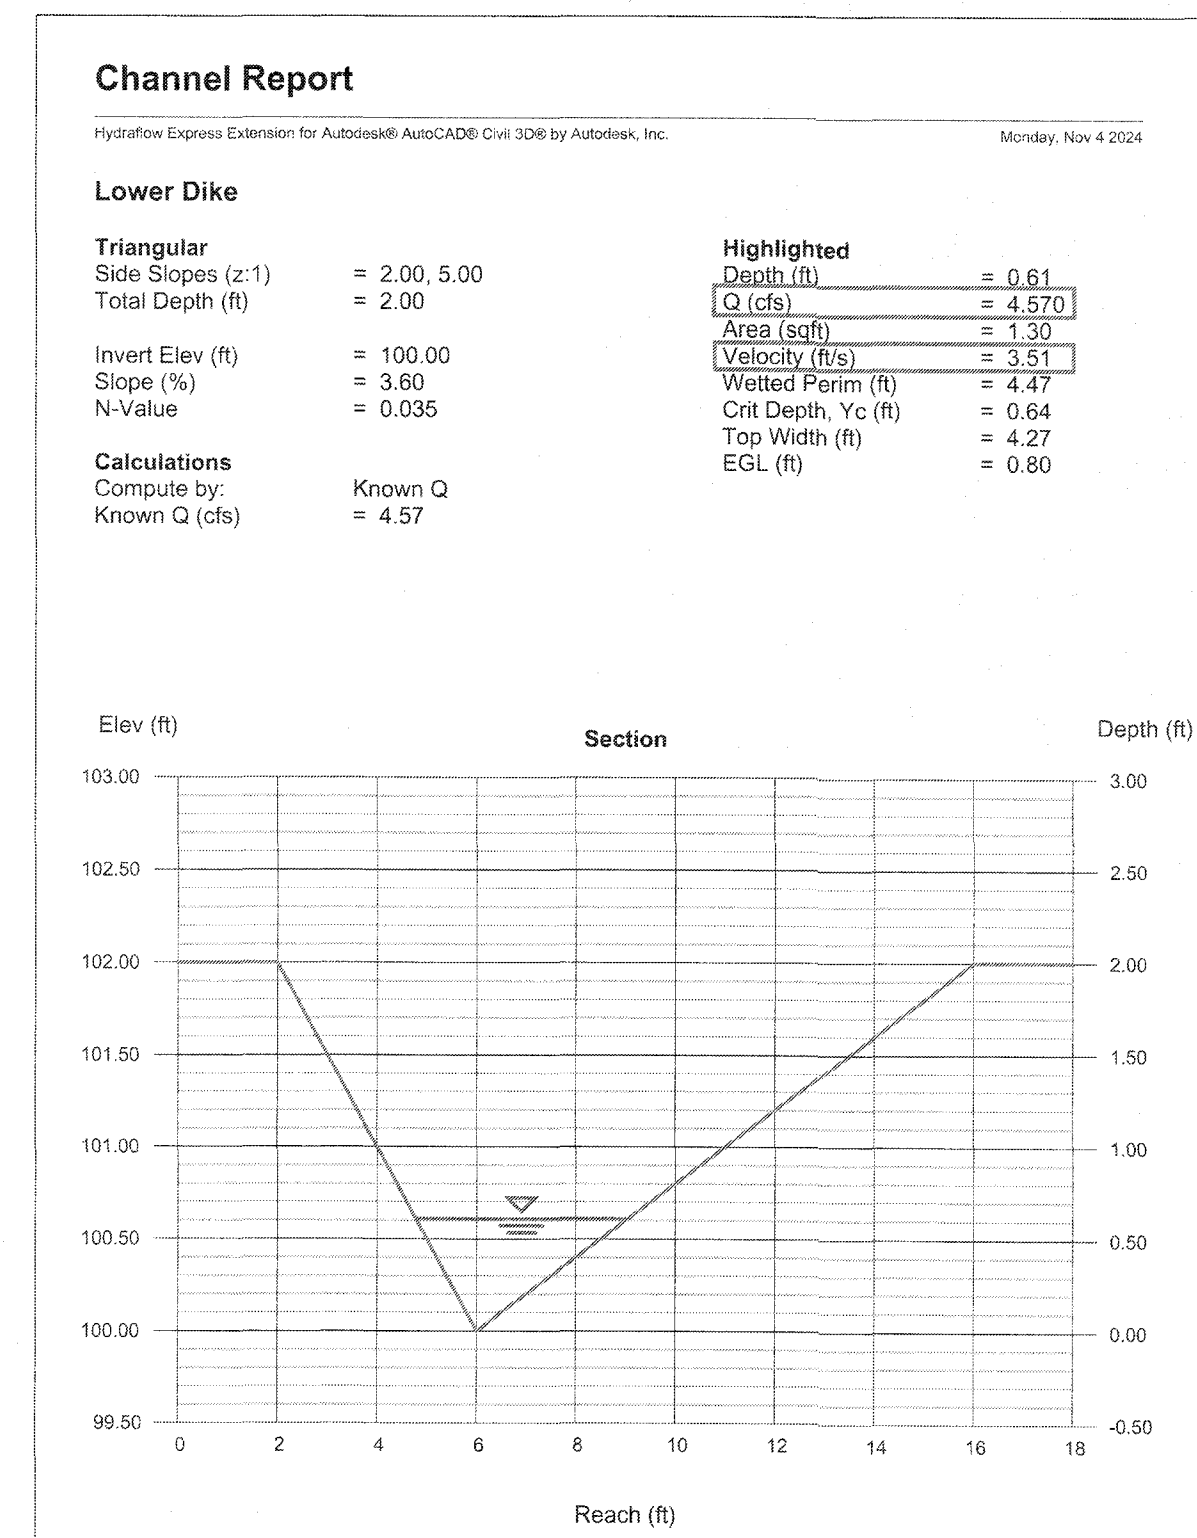 Channel Report
Hydraflow Express Extension for Autodesk® AutoCAD® Civil 3D® by Autodesk, Inc.
Monday, Nov 4 2024
Lower Dike
Triangular
Side Slopes (z:1) = 2.00, 5.00
Total Depth (ft) = 2.00
Invert Elev (ft) = 100.00
Slope (%) = 3.60
N-Value = 0.035
Calculations
Compute by: Known Q
Known Q (cfs) = 4.57
Highlighted
Depth (ft) = 0.61
Q (cfs) = 4.570
Area (sqft) = 1.30
Velocity (ft/s) = 3.51
Wetted Perim (ft) = 4.47
Crit Depth, Yc (ft) = 0.64
Top Width (ft) = 4.27
EGL (ft) = 0.80
Elev (ft)
Section
Depth (ft)
103.00 3.00
102.50 2.50
102.00 2.00
101.50 1.50
101.00 1.00
100.50 0.50
100.00 0.00
99.50 -0.50
0 2 4 6 8 10 12 14 16 18
Reach (ft)